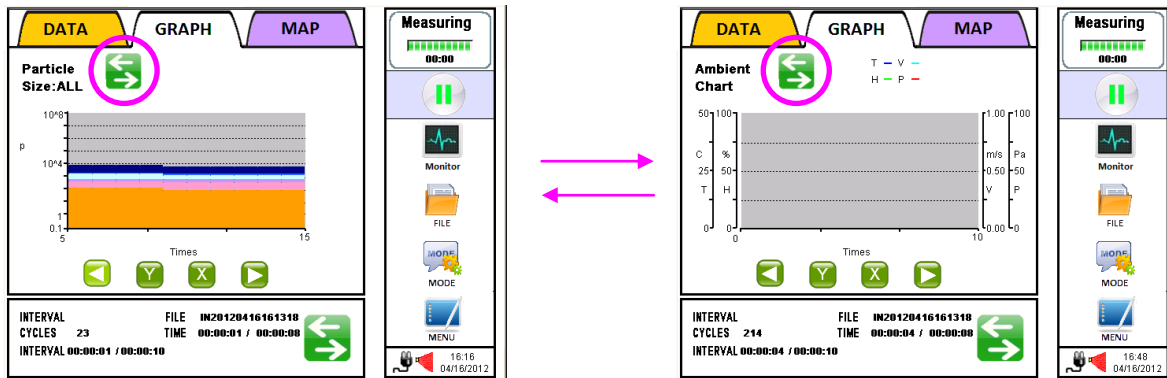 DATA GRAPH MAP
Particle
Size:ALL
10^8
p
10^4
1
0.1
5 15
Times
Y X
INTERVAL FILE IN20120416161318
CYCLES 23 TIME 00:00:01 / 00:00:08
INTERVAL 00:00:01 / 00:00:10
Measuring
00:00
Monitor
FILE
MODE
MODE
MENU
16:16
04/16/2012
DATA GRAPH MAP
Ambient
Chart
T V
H P
50 100 1.00 100
C % m/s Pa
25 50 0.50 50
T H V P
0 0 0.00 0
0 10
Times
Y X
INTERVAL FILE IN20120416161318
CYCLES 214 TIME 00:00:04 / 00:00:08
INTERVAL 00:00:04 / 00:00:10
Measuring
00:00
Monitor
FILE
MODE
MODE
MENU
16:48
04/16/2012